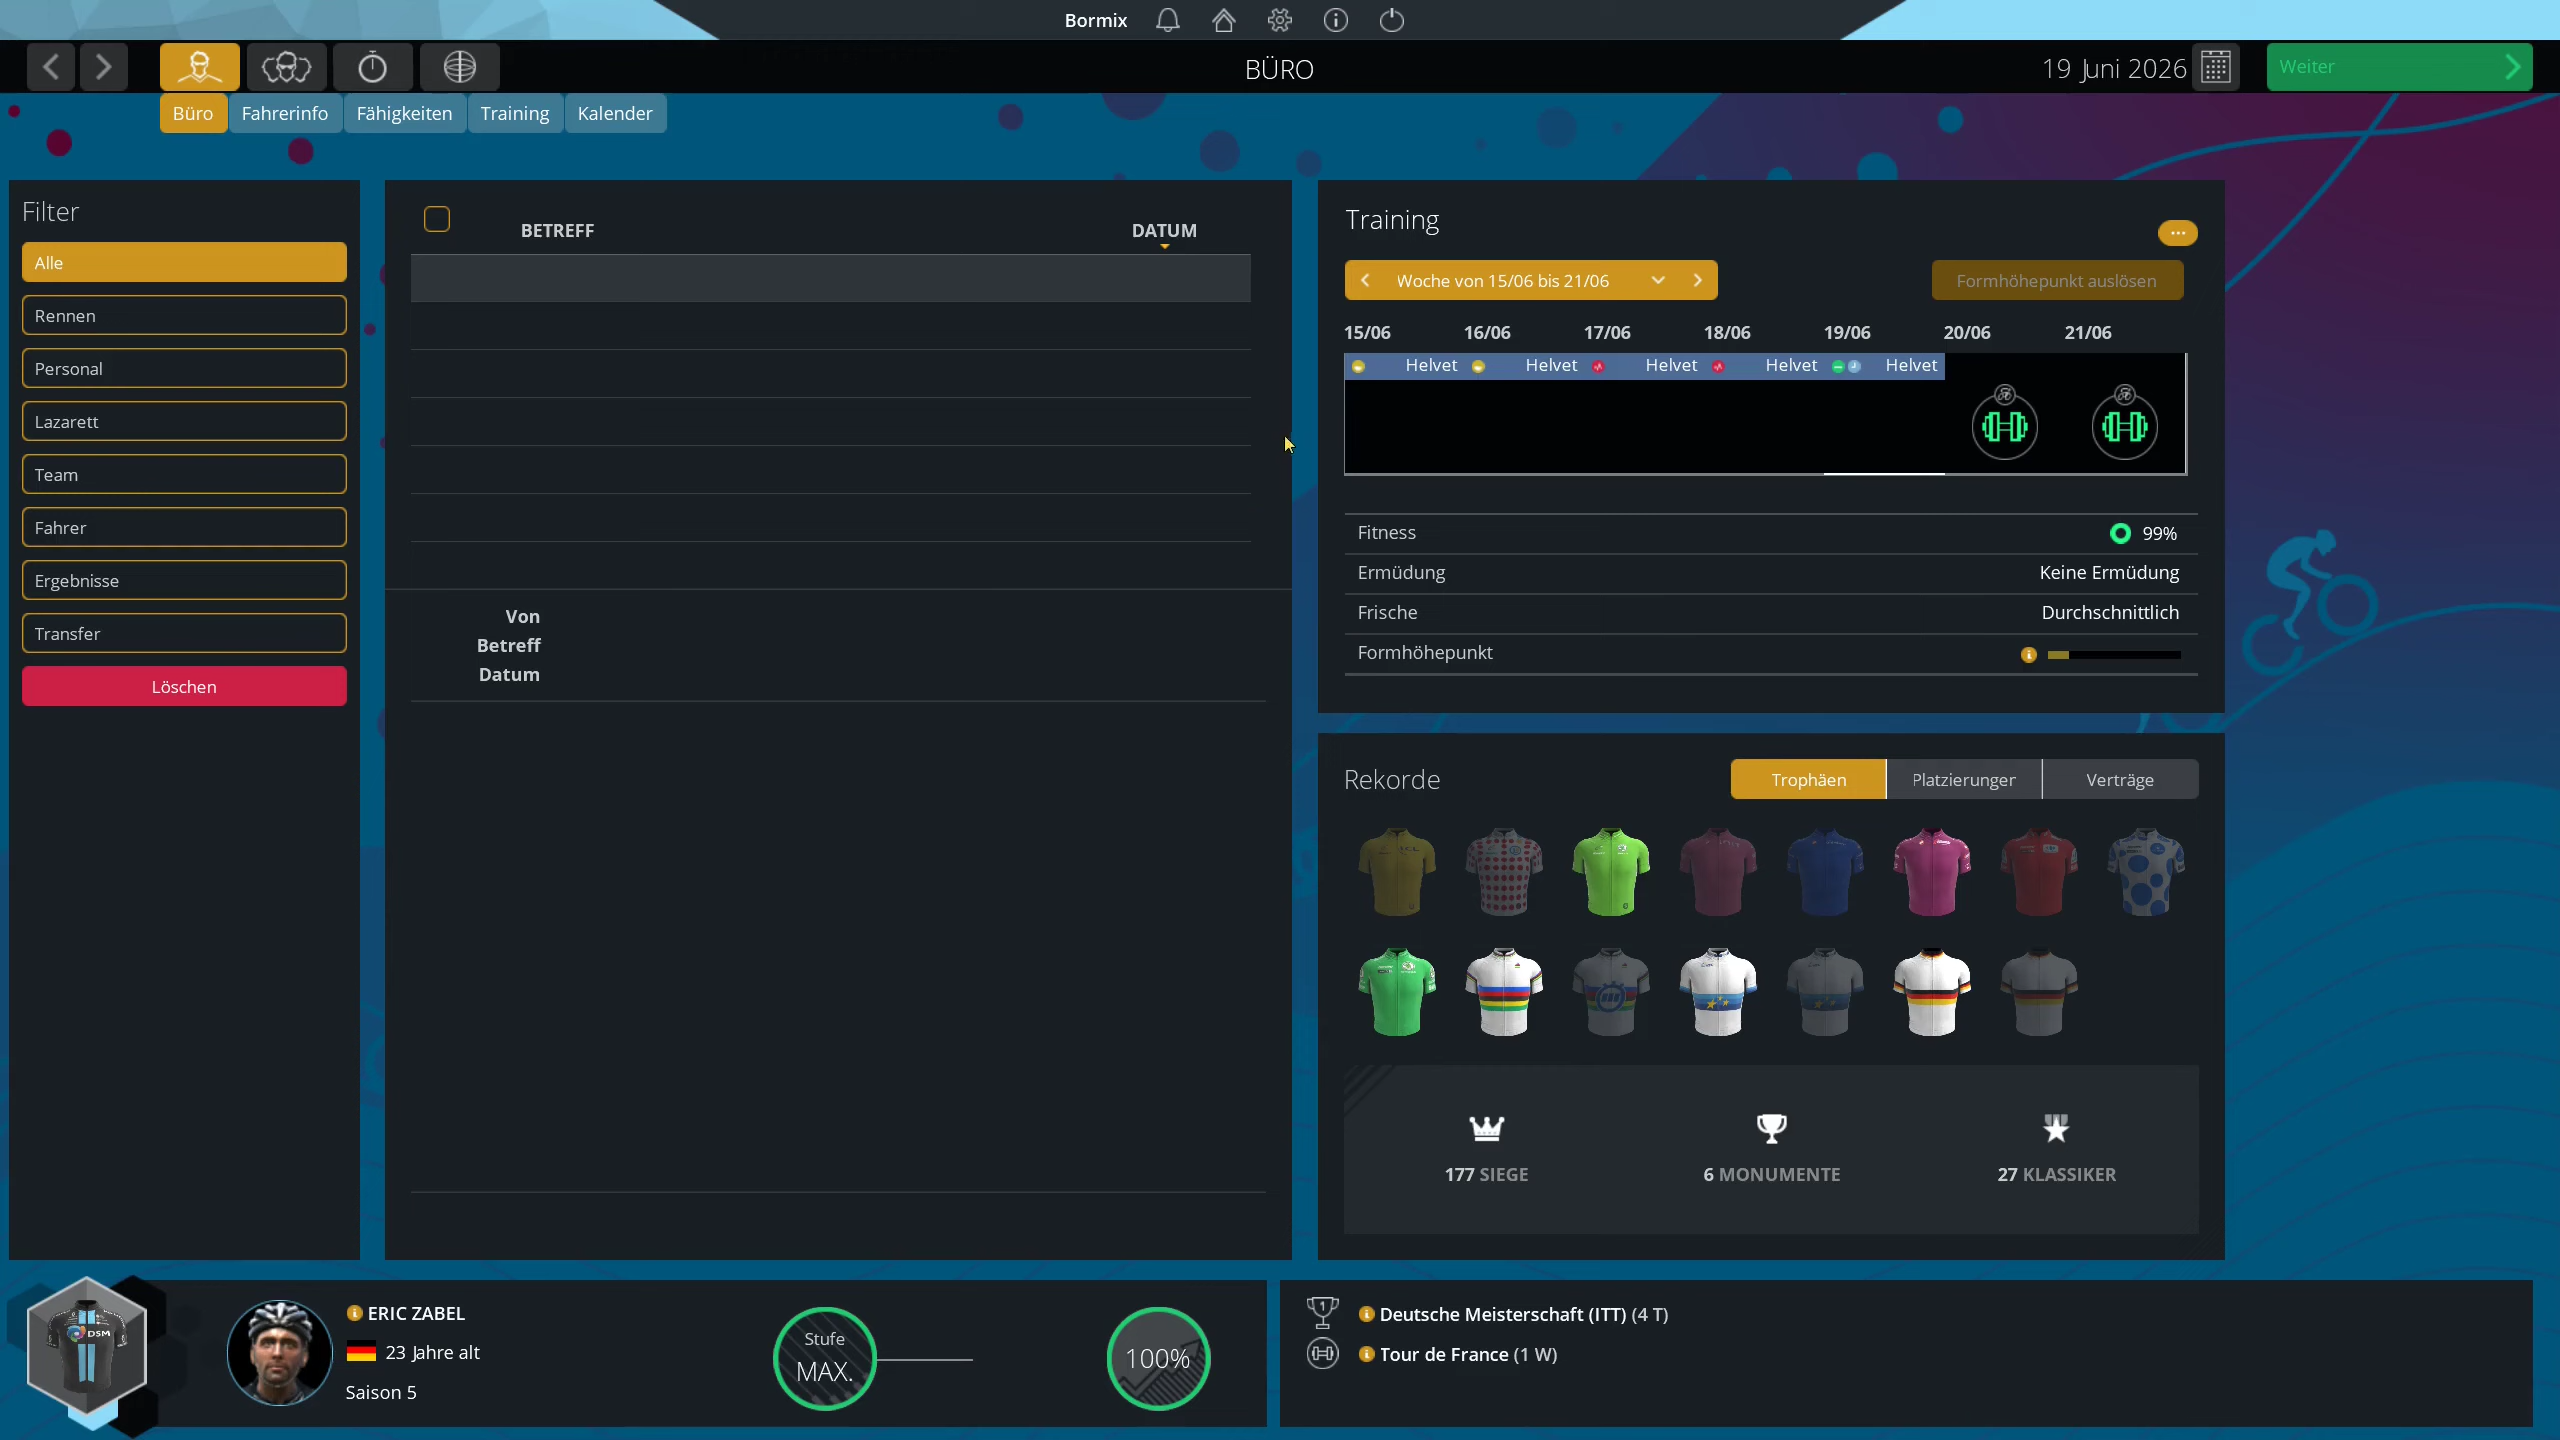 Bormix
BÜRO
19 Juni 2026
Weiter
Büro
Fahrerinfo
Fähigkeiten
Training
Kalender
Filter
Alle
Rennen
Personal
Lazarett
Team
Fahrer
Ergebnisse
Transfer
Löschen
BETREFF
DATUM
Von
Betreff
Datum
Training
Woche von 15/06 bis 21/06
Formhöhepunkt auslösen
15/06 16/06 17/06 18/06 19/06 20/06 21/06
Helvet Helvet Helvet Helvet Helvet
Fitness 99%
Ermüdung Keine Ermüdung
Frische Durchschnittlich
Formhöhepunkt
Rekorde
Trophäen
Platzierunger
Verträge
177 SIEGE
6 MONUMENTE
27 KLASSIKER
DSM
ERIC ZABEL
23 Jahre alt
Saison 5
Stufe
MAX.
100%
Deutsche Meisterschaft (ITT) (4 T)
Tour de France (1 W)